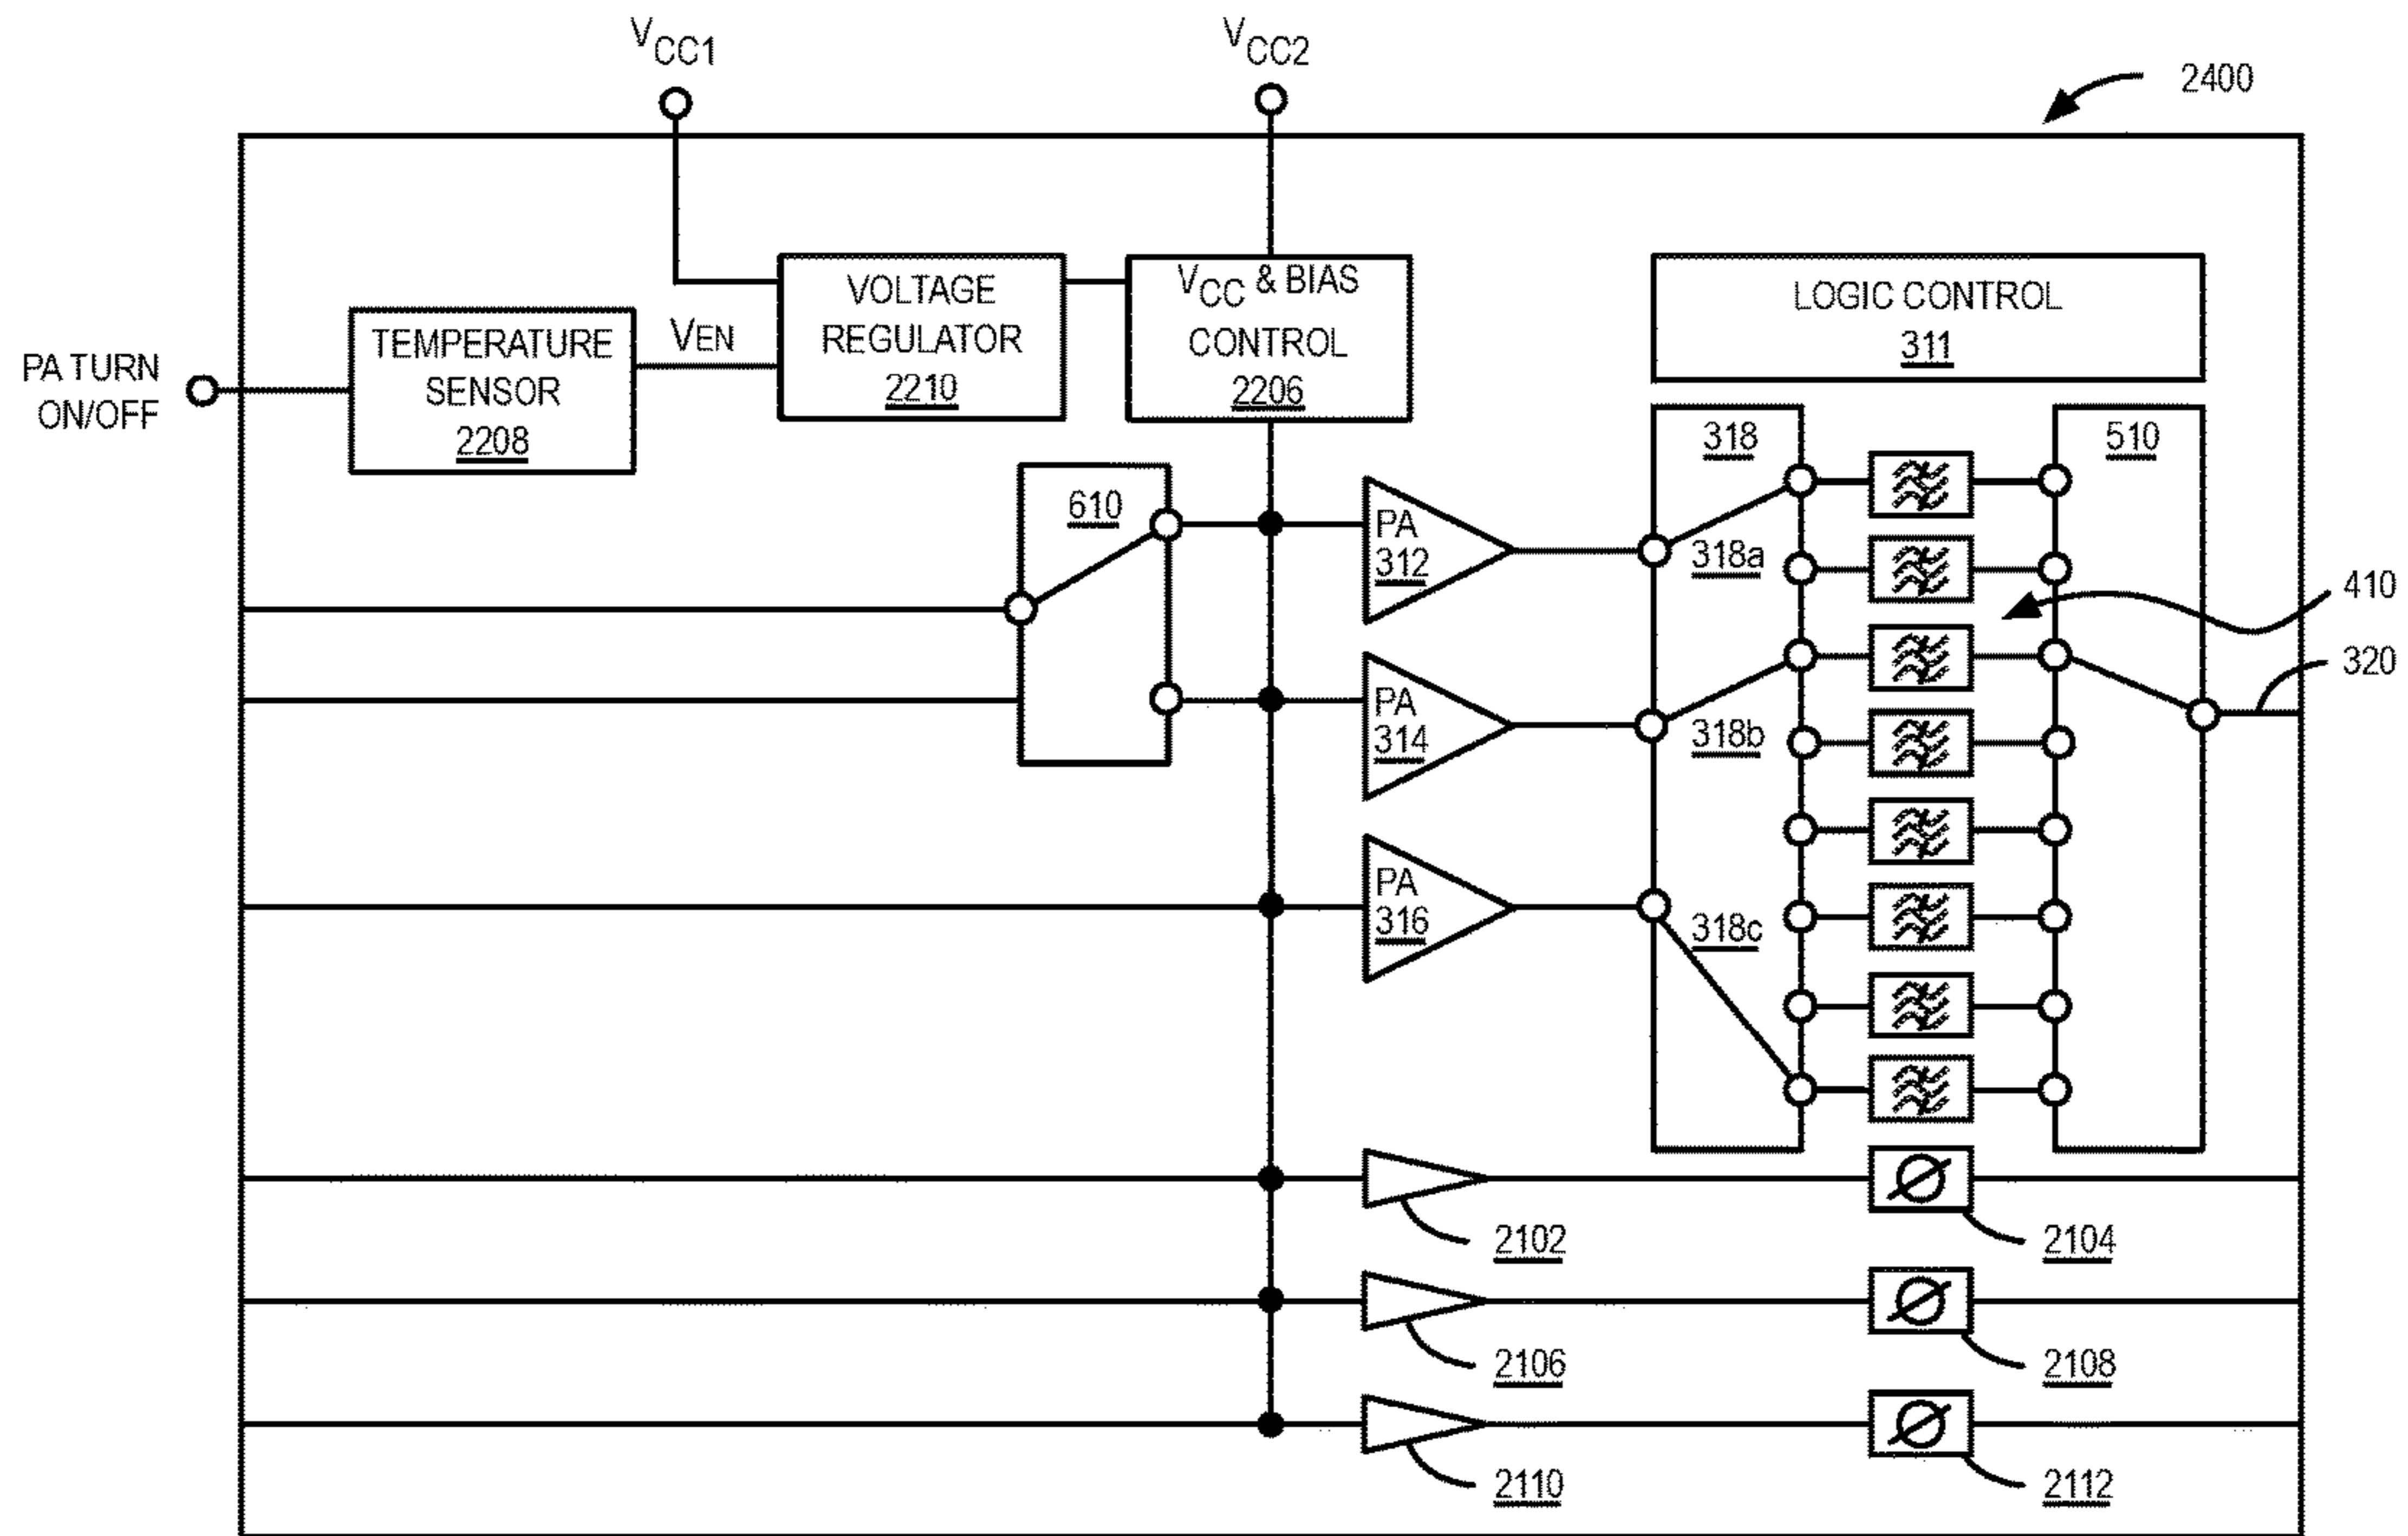 VCC1
VCC2
2400
PA TURN
ON/OFF
TEMPERATURE
SENSOR
2208
VEN
VOLTAGE
REGULATOR
2210
VCC & BIAS
CONTROL
2206
LOGIC CONTROL
311
610
PA
312
318
318a
510
410
320
PA
314
318b
PA
316
318c
2102
2104
2106
2108
2110
2112